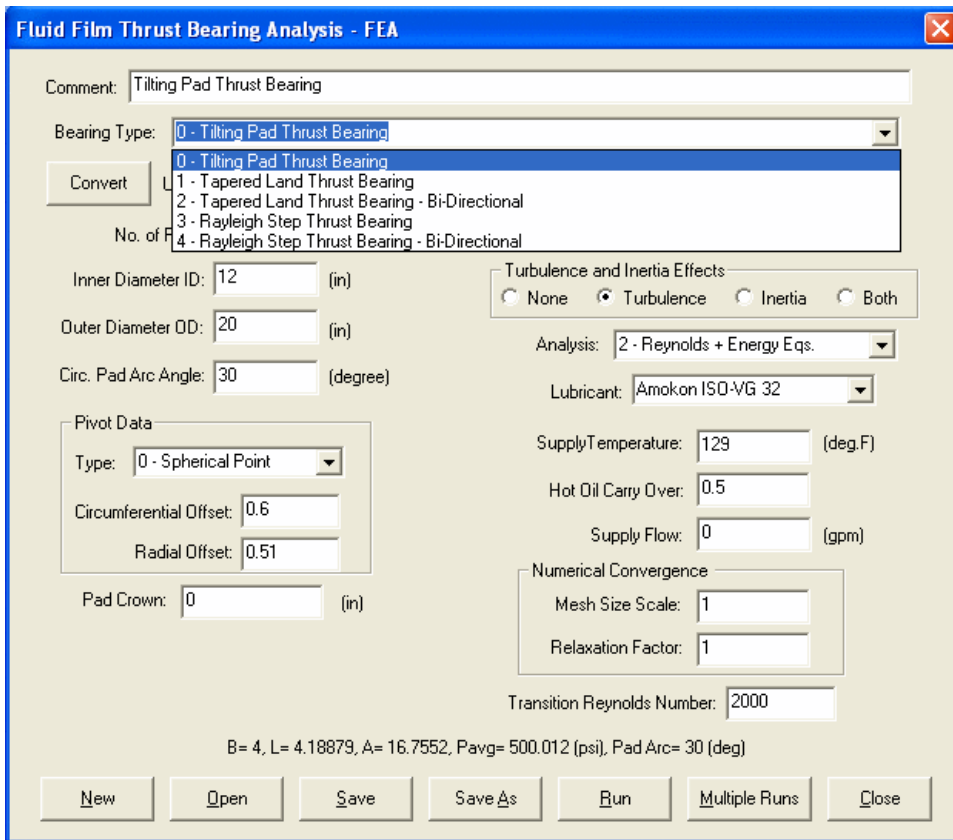 Fluid Film Thrust Bearing Analysis - FEA
Comment: Tilting Pad Thrust Bearing
Bearing Type: 0 - Tilting Pad Thrust Bearing
0 - Tilting Pad Thrust Bearing
1 - Tapered Land Thrust Bearing
2 - Tapered Land Thrust Bearing - Bi-Directional
3 - Rayleigh Step Thrust Bearing
4 - Rayleigh Step Thrust Bearing - Bi-Directional
Convert
No. of
Inner Diameter ID: 12 (in)
Outer Diameter OD: 20 (in)
Circ. Pad Arc Angle: 30 (degree)
Pivot Data
Type: 0 - Spherical Point
Circumferential Offset: 0.6
Radial Offset: 0.51
Pad Crown: 0 (in)
Turbulence and Inertia Effects
None Turbulence Inertia Both
Analysis: 2 - Reynolds + Energy Eqs.
Lubricant: Amokon ISO-VG 32
SupplyTemperature: 129 (deg.F)
Hot Oil Carry Over: 0.5
Supply Flow: 0 (gpm)
Numerical Convergence
Mesh Size Scale: 1
Relaxation Factor: 1
Transition Reynolds Number: 2000
B= 4, L= 4.18879, A= 16.7552, Pavg= 500.012 (psi), Pad Arc= 30 (deg)
New Open Save Save As Run Multiple Runs Close